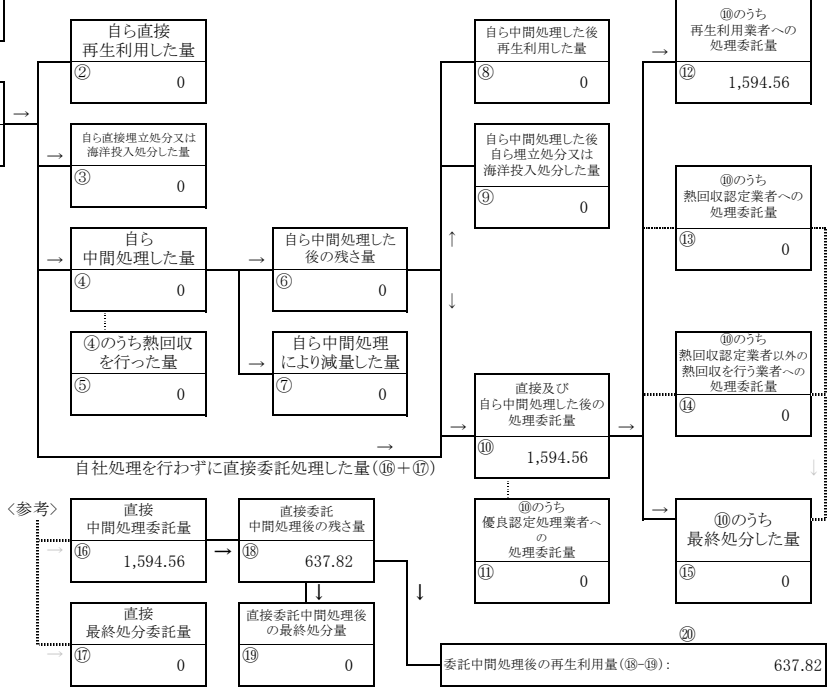 自ら直接
再生利用した量
②
0
自ら中間処理した後
再生利用した量
⑧
0
⑩のうち
再生利用業者への
処理委託量
⑫
1,594.56
→
→
自ら直接埋立処分又は
海洋投入処分した量
③
0
→
自ら中間処理した後
自ら埋立処分又は
海洋投入処分した量
⑨
0
⑩のうち
熱回収認定業者への
処理委託量
⑬
0
自ら
中間処理した量
④
0
→
→
自ら中間処理した
後の残さ量
⑥
0
↑
↓
④のうち熱回収
を行った量
⑤
0
→
自ら中間処理
により減量した量
⑦
0
⑩のうち
熱回収認定業者以外の
熱回収を行う業者への
処理委託量
⑭
0
直接及び
自ら中間処理した後の
処理委託量
⑩
1,594.56
→
→
→
↓
自社処理を行わずに直接委託処理した量(⑯+⑰)
〈参考〉
直接
中間処理委託量
⑯
1,594.56
→
→
直接委託
中間処理後の残さ量
⑱
637.82
⑩のうち
優良認定処理業者へ
の
処理委託量
⑪
0
→
⑩のうち
最終処分した量
⑮
0
↓
↓
直接
最終処分委託量
⑰
0
→
直接委託中間処理後
の最終処分量
⑲
0
⑳
委託中間処理後の再生利用量(⑱-⑲):
637.82